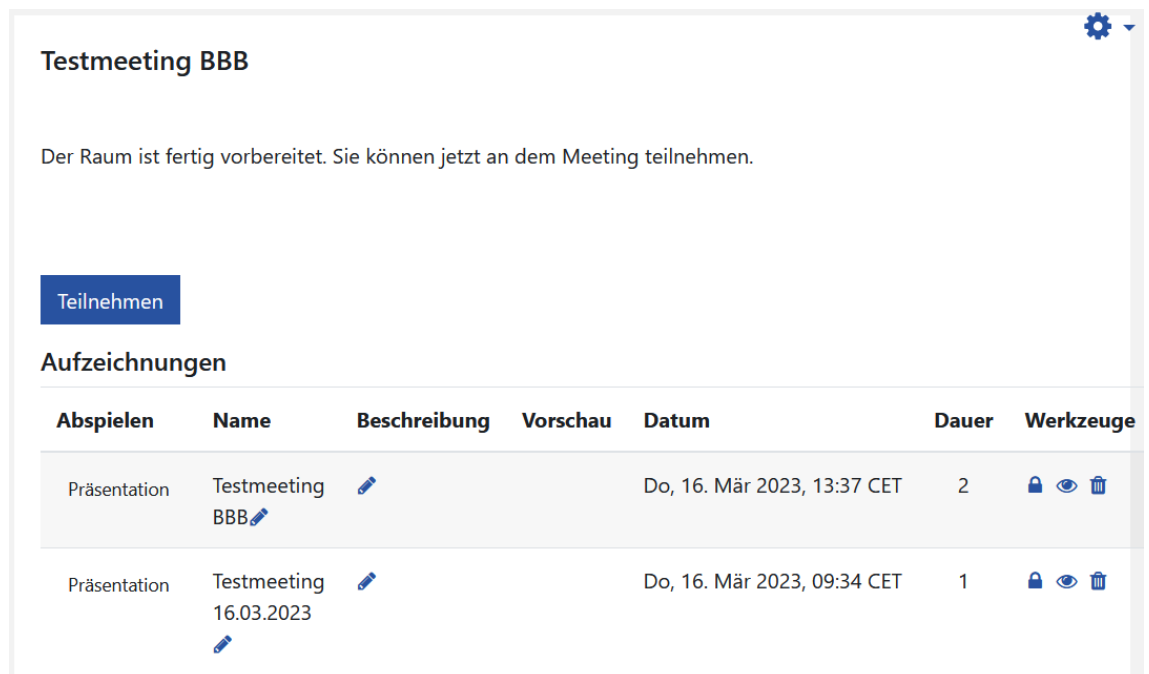 Testmeeting BBB
Der Raum ist fertig vorbereitet. Sie können jetzt an dem Meeting teilnehmen.
Teilnehmen
Aufzeichnungen
Abspielen Name Beschreibung Vorschau Datum Dauer Werkzeuge
Präsentation Testmeeting Do, 16. Mär 2023, 13:37 CET 2
BBB
Präsentation Testmeeting Do, 16. Mär 2023, 09:34 CET 1
16.03.2023